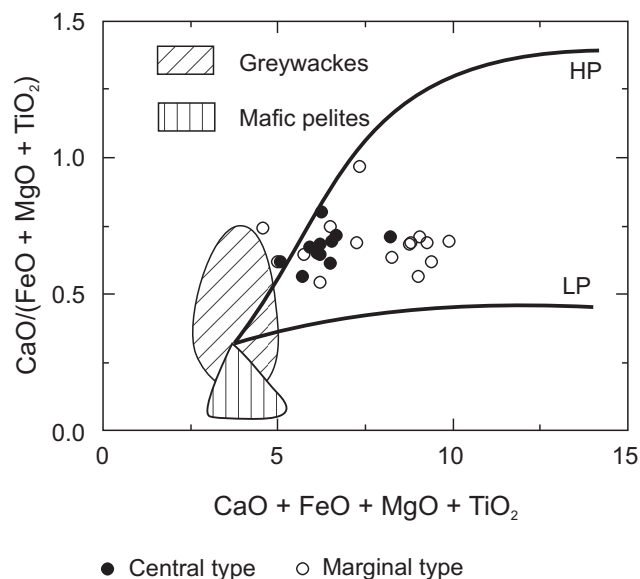 1.5
Greywackes
HP
Mafic pelites
1.0
CaO/(FeO + MgO + TiO₂)
0.5
LP
0.0
0
5
10
15
CaO + FeO + MgO + TiO₂
Central type
Marginal type